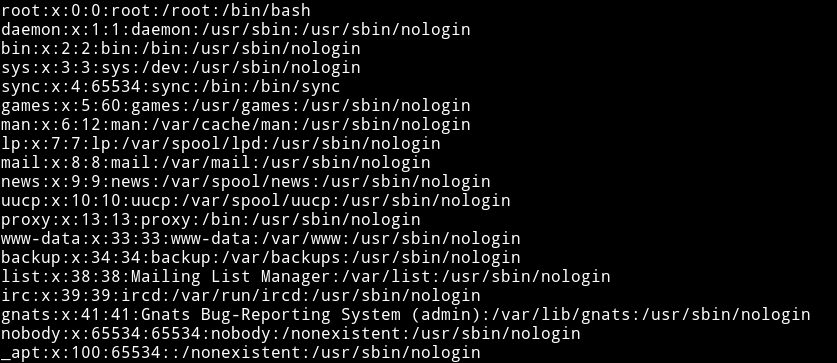 root:x:0:0:root:/root:/bin/bash
daemon:x:1:1:daemon:/usr/sbin:/usr/sbin/nologin
bin:x:2:2:bin:/bin:/usr/sbin/nologin
sys:x:3:3:sys:/dev:/usr/sbin/nologin
sync:x:4:65534:sync:/bin:/bin/sync
games:x:5:60:games:/usr/games:/usr/sbin/nologin
man:x:6:12:man:/var/cache/man:/usr/sbin/nologin
lp:x:7:7:lp:/var/spool/lpd:/usr/sbin/nologin
mail:x:8:8:mail:/var/mail:/usr/sbin/nologin
news:x:9:9:news:/var/spool/news:/usr/sbin/nologin
uucp:x:10:10:uucp:/var/spool/uucp:/usr/sbin/nologin
proxy:x:13:13:proxy:/bin:/usr/sbin/nologin
www-data:x:33:33:www-data:/var/www:/usr/sbin/nologin
backup:x:34:34:backup:/var/backups:/usr/sbin/nologin
list:x:38:38:Mailing List Manager:/var/list:/usr/sbin/nologin
irc:x:39:39:ircd:/var/run/ircd:/usr/sbin/nologin
gnats:x:41:41:Gnats Bug-Reporting System (admin):/var/lib/gnats:/usr/sbin/nologin
nobody:x:65534:65534:nobody:/nonexistent:/usr/sbin/nologin
_apt:x:100:65534::/nonexistent:/usr/sbin/nologin